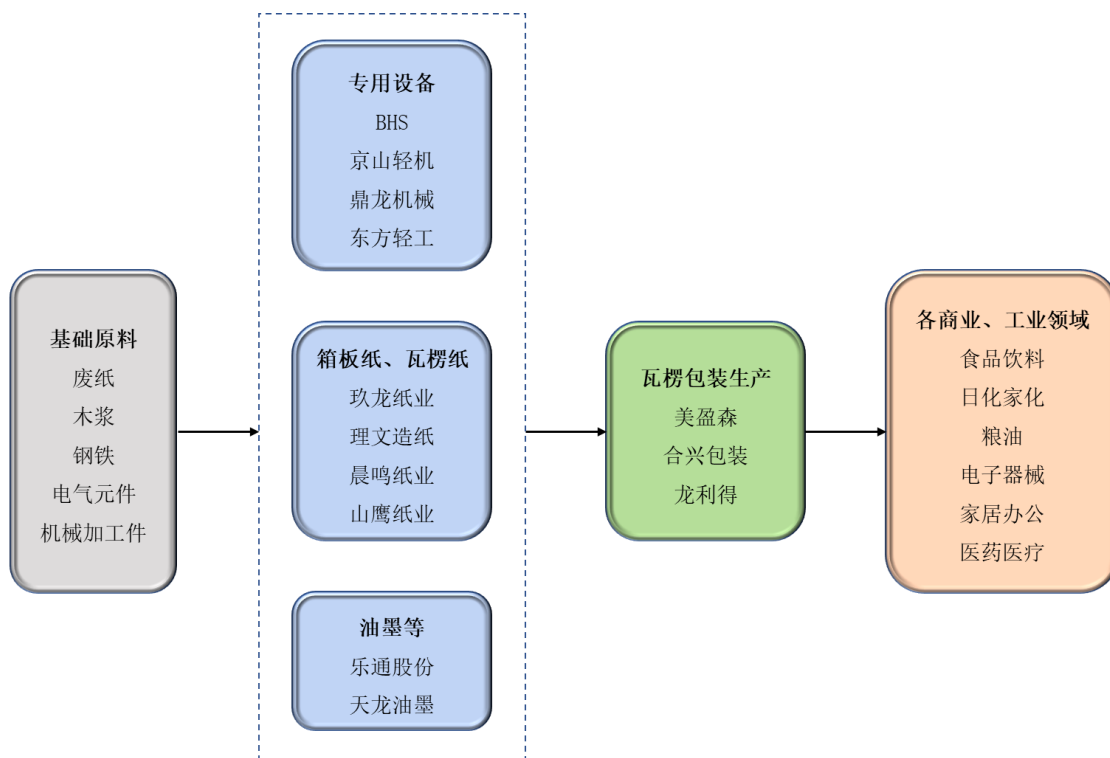 基础原料
废纸
木浆
钢铁
电气元件
机械加工件
专用设备
BHS
京山轻机
鼎龙机械
东方轻工
箱板纸、瓦楞纸
玖龙纸业
理文造纸
晨鸣纸业
山鹰纸业
油墨等
乐通股份
天龙油墨
瓦楞包装生产
美盈森
合兴包装
龙利得
各商业、工业领域
食品饮料
日化家化
粮油
电子器械
家居办公
医药医疗